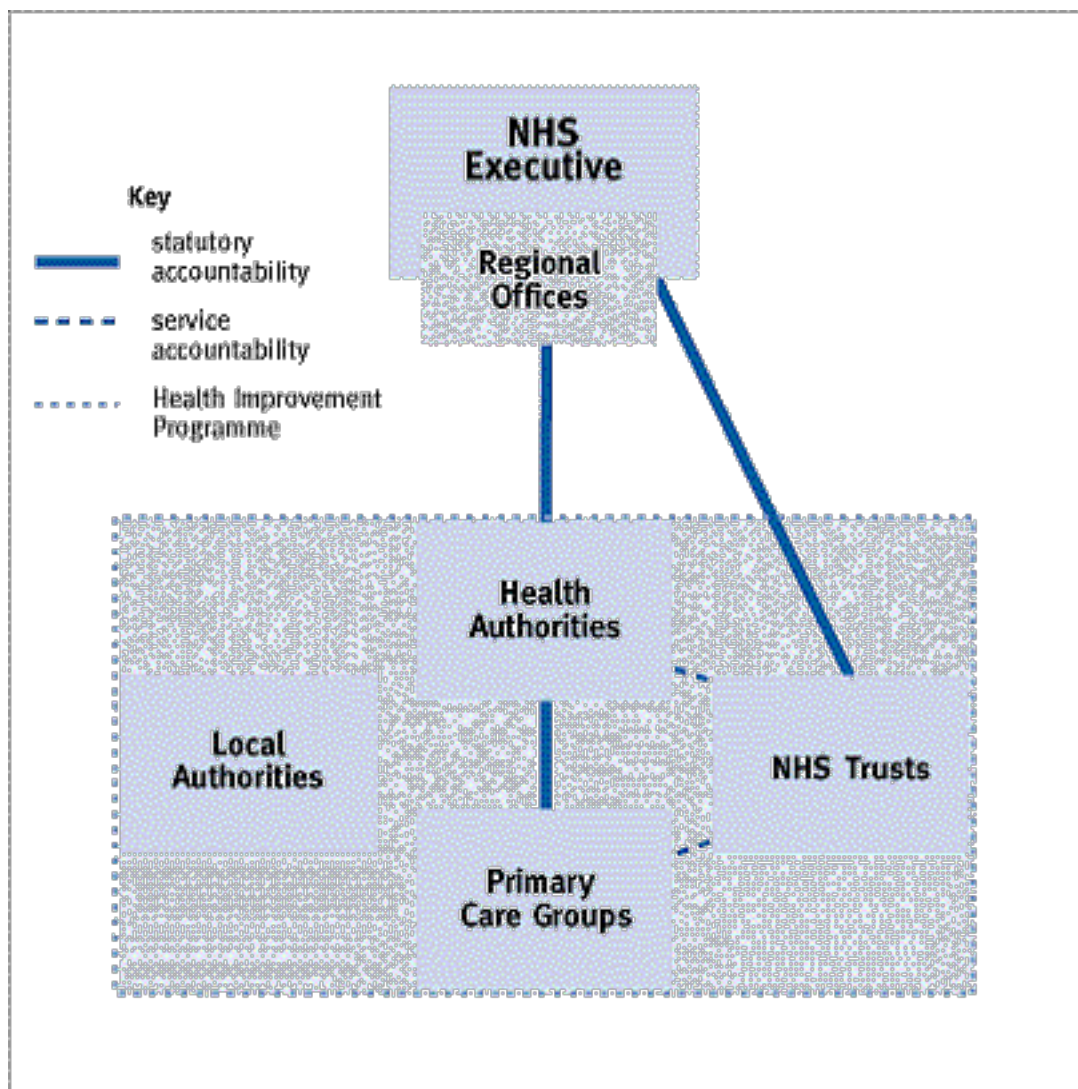 NHS
Executive
Regional
Offices
Key
statutory
accountability
service
accountability
Health Improvement
Programme
Health
Authorities
Local
Authorities
NHS Trusts
Primary
Care Groups